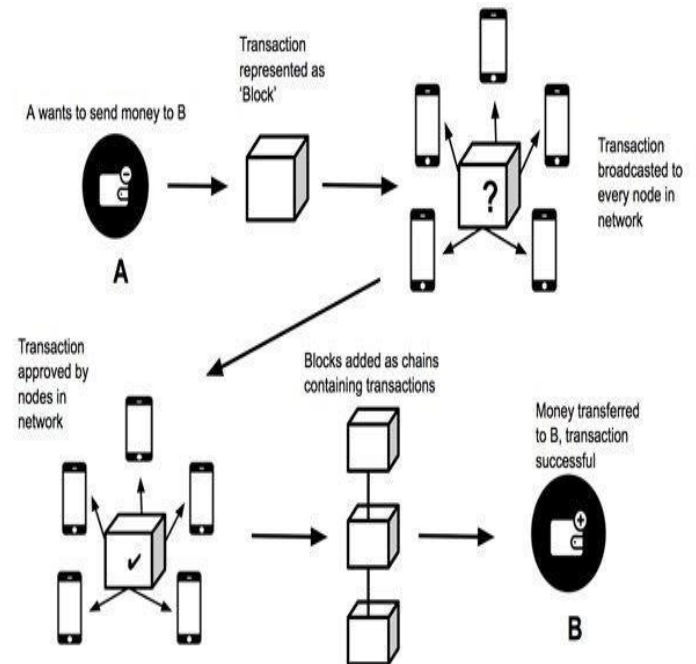 A wants to send money to B
A
Transaction
represented as
'Block'
?
Transaction
broadcasted to
every node in
network
Transaction
approved by
nodes in
network
Blocks added as chains
containing transactions
Money transferred
to B, transaction
successful
B